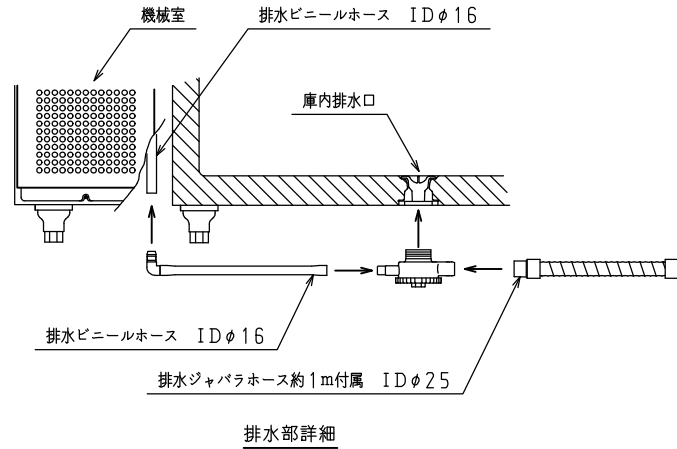 機械室
排水ビニールホース IDφ16
庫内排水口
排水ビニールホース IDφ16
排水ジャバラホース約1m付属 IDφ25
排水部詳細